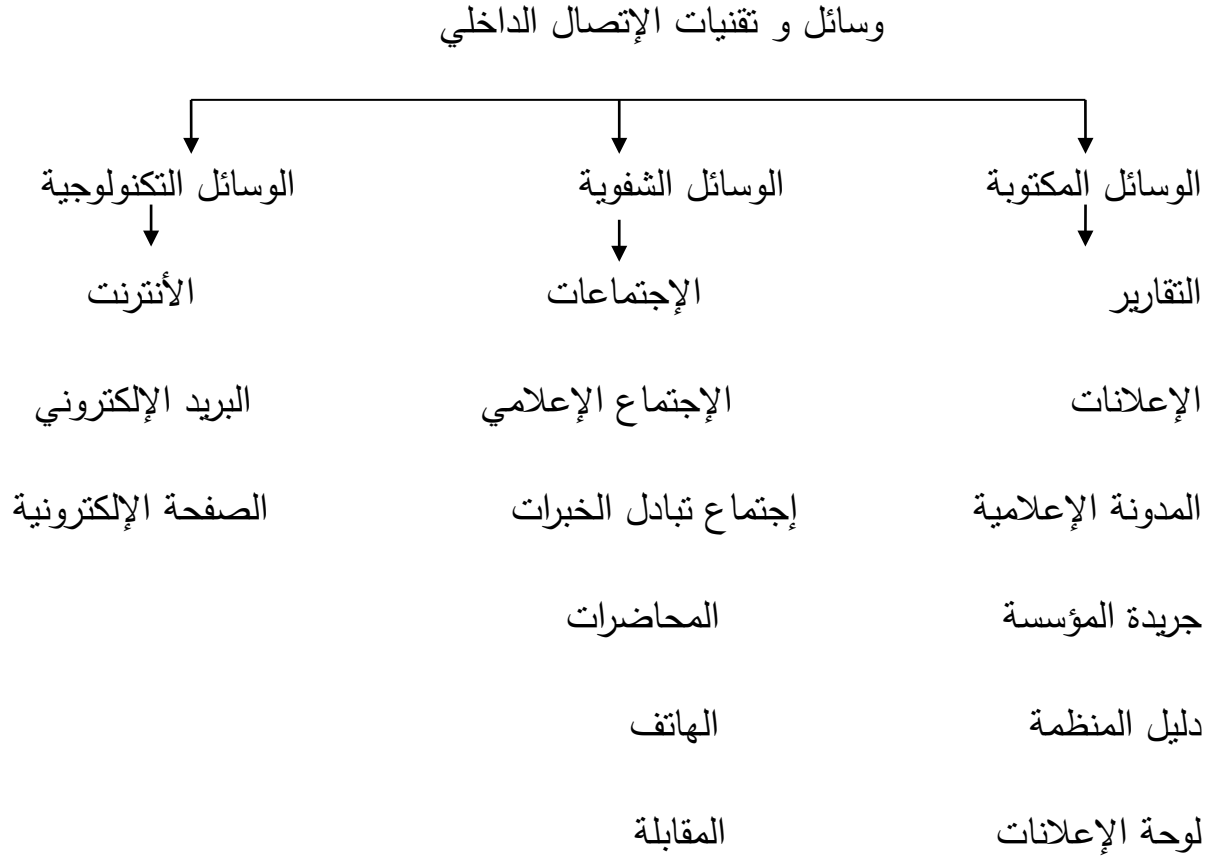 وسائل و تقنيات الإتصال الداخلي
الوسائل المكتوبة الوسائل الشفوية الوسائل التكنولوجية
التقارير الإجتماعات الأنترنت
الإعلانات الإجتماع الإعلامي البريد الإلكتروني
المدونة الإعلامية إجتماع تبادل الخبرات الصفحة الإلكترونية
جريدة المؤسسة المحاضرات
دليل المنظمة الهاتف
لوحة الإعلانات المقابلة